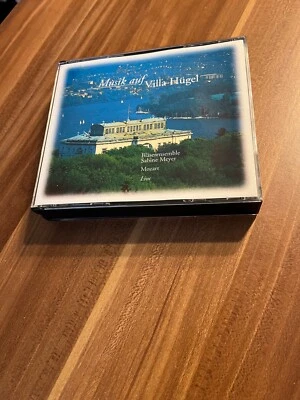 Musik auf Villa Hügel
Bläserensemble
Sabine Meyer
Mozart
Live